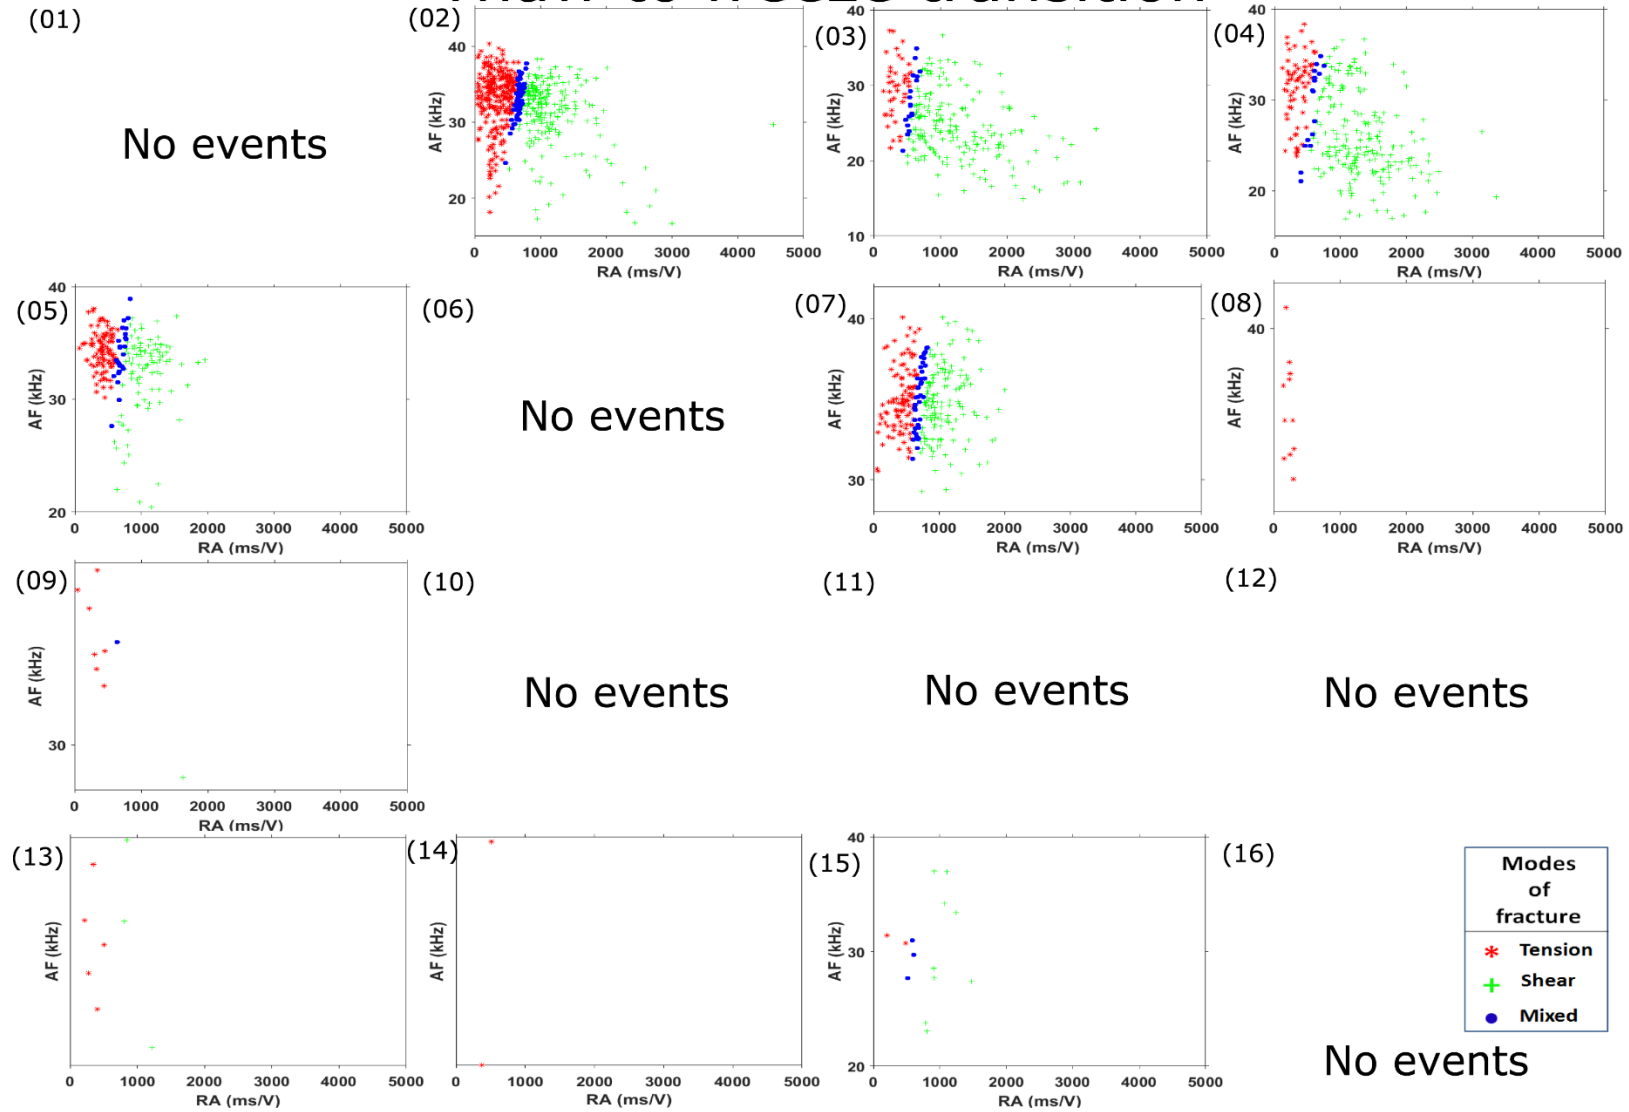 Thaw to freeze transition
(01)
No events
(02)
40
30
20
AF (kHz)
0 1000 2000 3000 4000 5000
RA (ms/V)
(03)
40
30
20
10
AF (kHz)
0 1000 2000 3000 4000 5000
RA (ms/V)
(04)
40
30
20
AF (kHz)
0 1000 2000 3000 4000 5000
RA (ms/V)
(05)
40
30
20
AF (kHz)
0 1000 2000 3000 4000 5000
RA (ms/V)
(06)
No events
(07)
40
30
AF (kHz)
0 1000 2000 3000 4000 5000
RA (ms/V)
(08)
40
AF (kHz)
0 1000 2000 3000 4000 5000
RA (ms/V)
(09)
30
AF (kHz)
0 1000 2000 3000 4000 5000
RA (ms/V)
(10)
No events
(11)
No events
(12)
No events
(13)
AF (kHz)
0 1000 2000 3000 4000 5000
RA (ms/V)
(14)
AF (kHz)
0 1000 2000 3000 4000 5000
RA (ms/V)
(15)
40
30
20
AF (kHz)
0 1000 2000 3000 4000 5000
RA (ms/V)
(16)
No events
Modes
of
fracture
Tension
Shear
Mixed